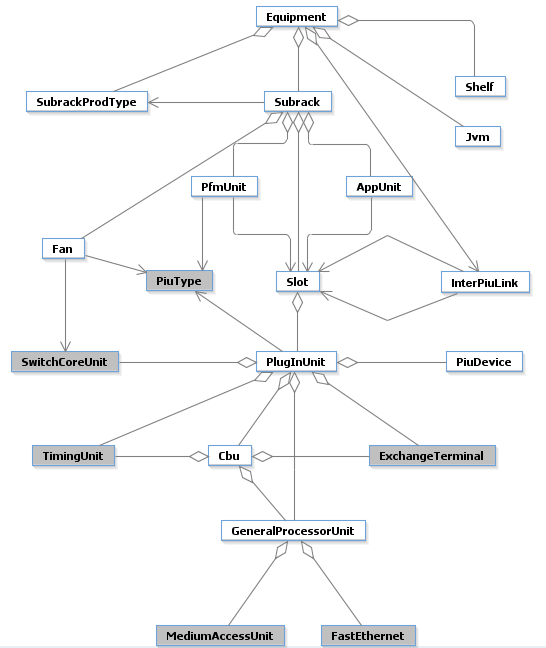 Equipment
Shelf
SubrackProdType
Subrack
Jvm
PfmUnit
AppUnit
Fan
PiuType
Slot
InterPiuLink
SwitchCoreUnit
PlugInUnit
PiuDevice
TimingUnit
Cbu
ExchangeTerminal
GeneralProcessorUnit
MediumAccessUnit
FastEthernet